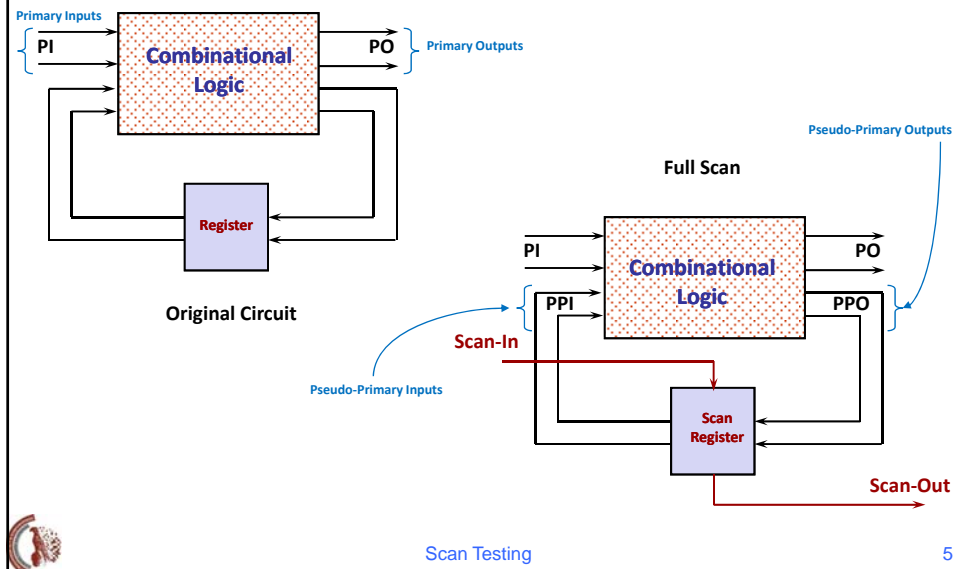 Primary Inputs
PI
Combinational
Logic
PO
Primary Outputs
Register
Original Circuit
Pseudo-Primary Outputs
Full Scan
PI
Combinational
Logic
PO
PPI
PPO
Scan-In
Pseudo-Primary Inputs
Scan
Register
Scan-Out
Scan Testing
5